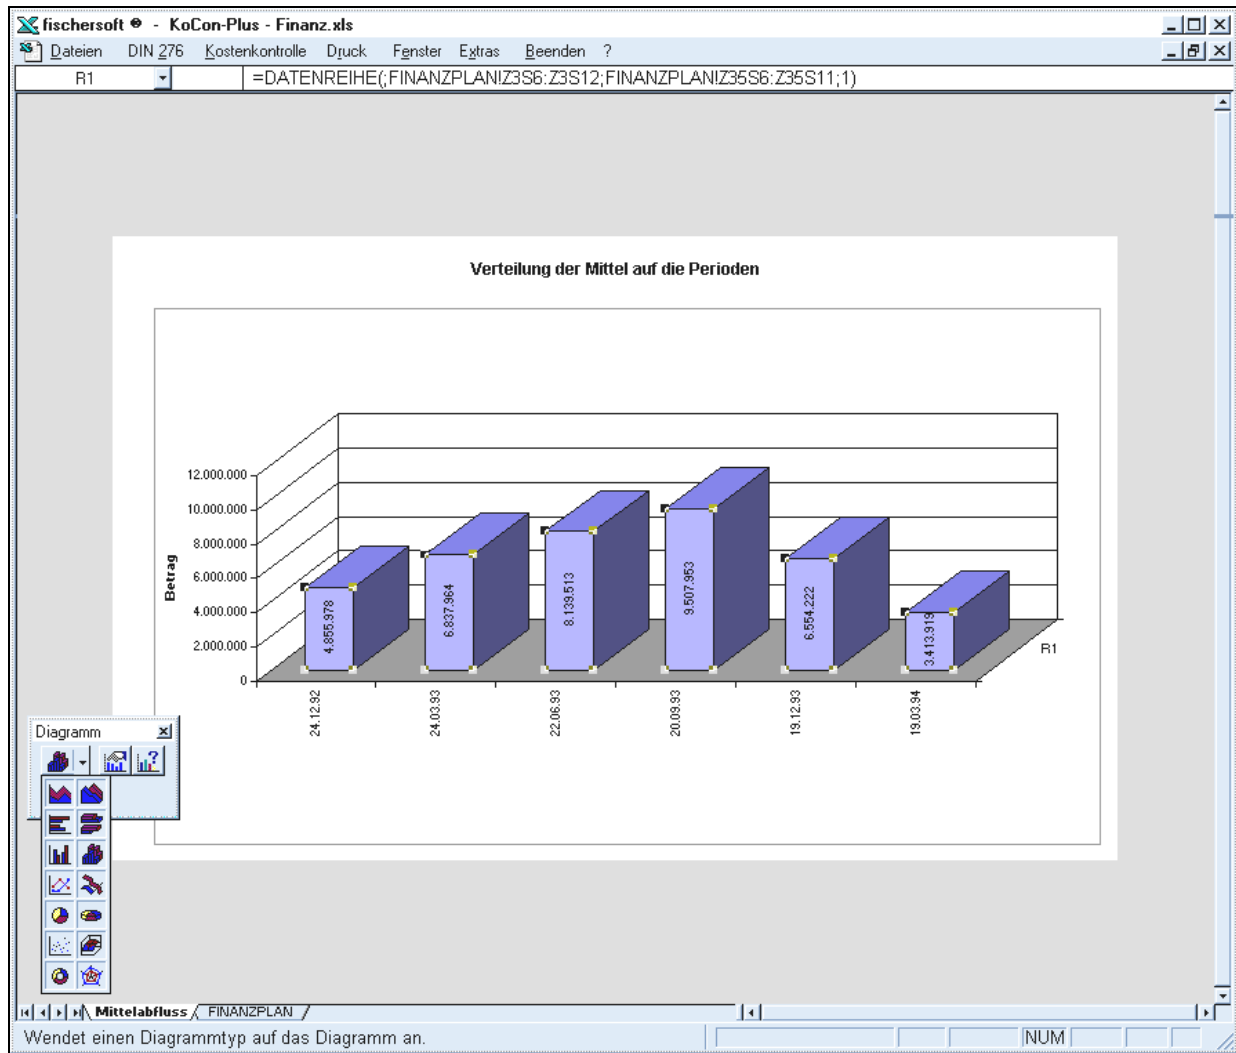 fischersoft ® - KoCon-Plus - Finanz.xls
Dateien DIN 276 Kostenkontrolle Druck Fenster Extras Beenden ?
R1 =DATENREIHE(;FINANZPLAN!Z3S6:Z3S12;FINANZPLAN!Z35S6:Z35S11;1)
Verteilung der Mittel auf die Perioden
Betrag
12.000.000
10.000.000
8.000.000
6.000.000
4.000.000
2.000.000
0
4.855.978
6.837.964
8.139.513
9.507.953
6.554.222
3.413.919
R1
24.12.92
24.03.93
22.06.93
20.09.93
19.12.93
19.03.94
Diagramm
Mittelabfluss FINANZPLAN
Wendet einen Diagrammtyp auf das Diagramm an. NUM